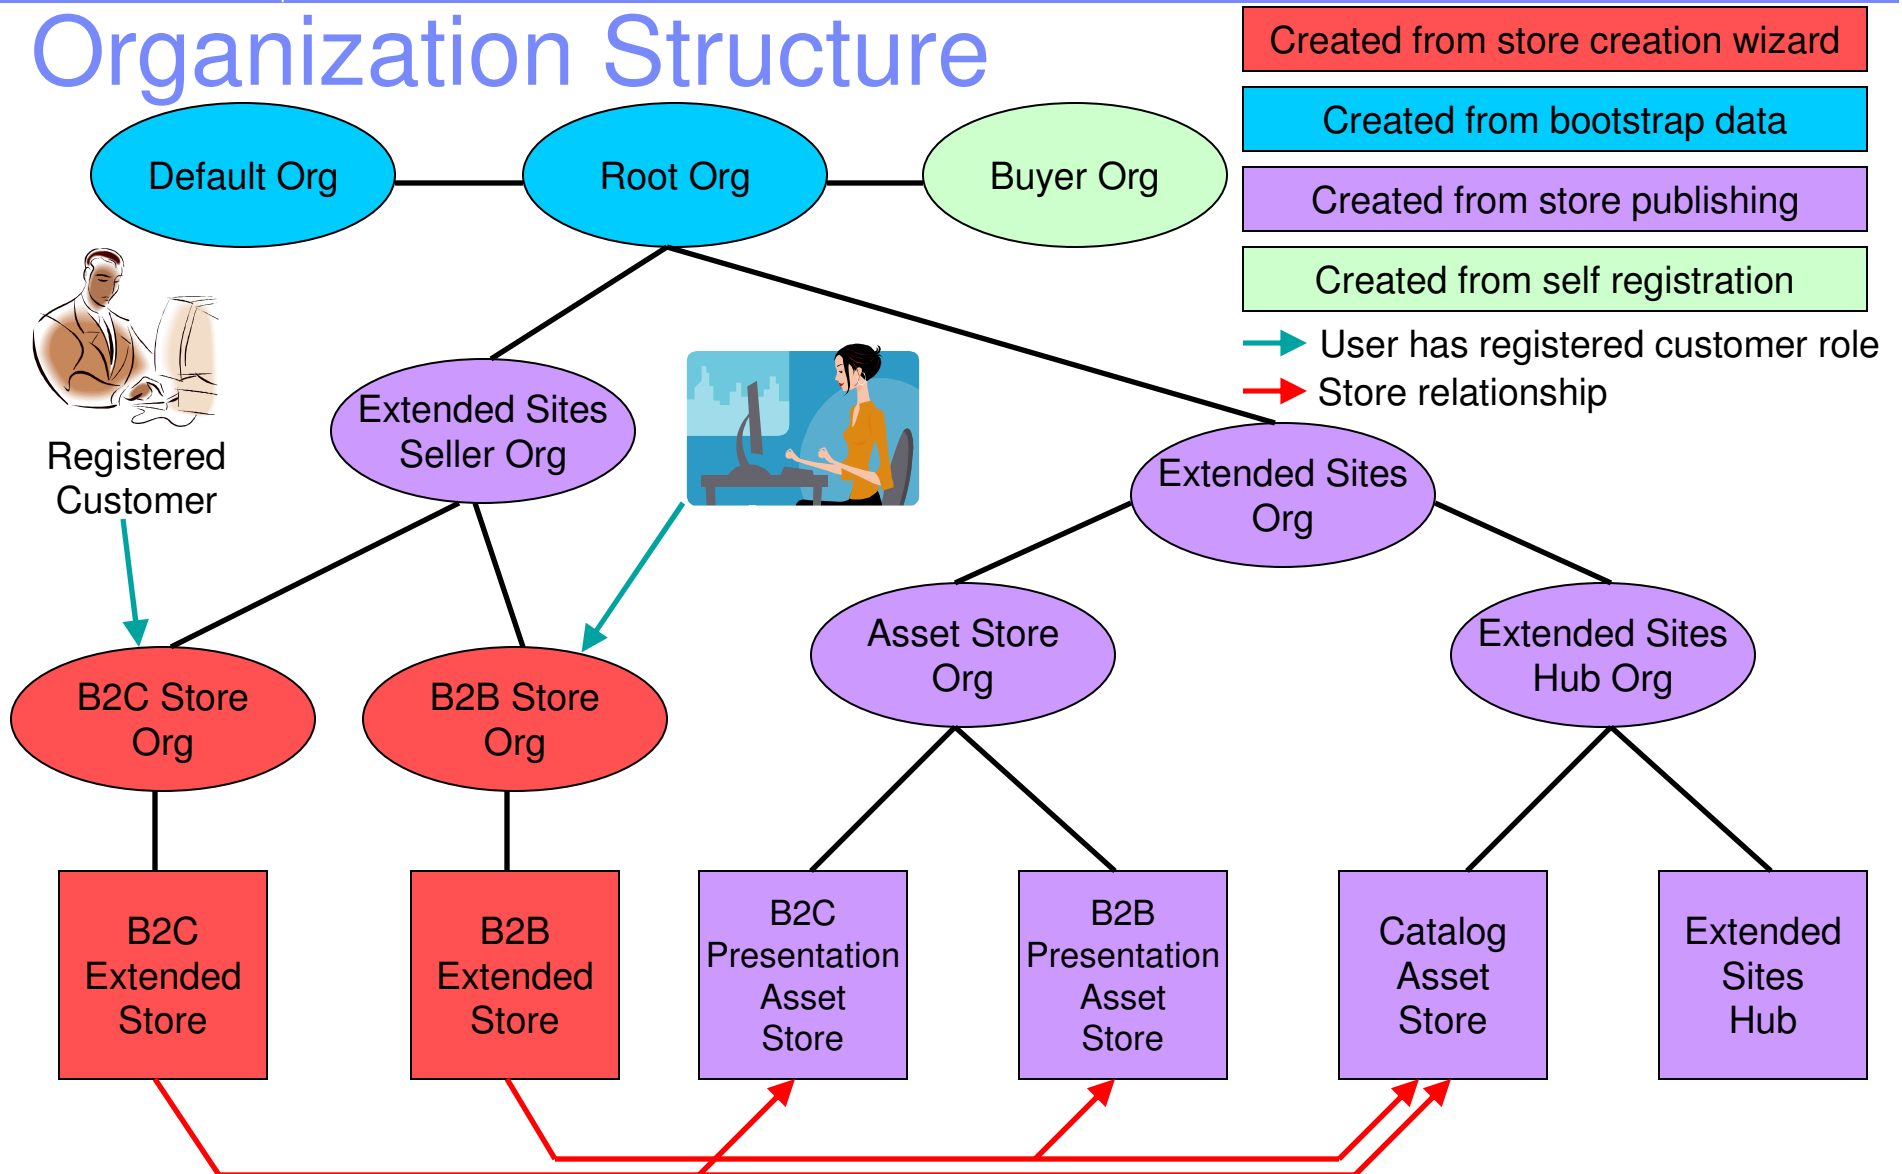 Organization Structure
Created from store creation wizard
Created from bootstrap data
Created from store publishing
Created from self registration
User has registered customer role
Store relationship
Default Org
Root Org
Buyer Org
Registered
Customer
Extended Sites
Seller Org
Extended Sites
Org
B2C Store
Org
B2B Store
Org
Asset Store
Org
Extended Sites
Hub Org
B2C
Extended
Store
B2B
Extended
Store
B2C
Presentation
Asset
Store
B2B
Presentation
Asset
Store
Catalog
Asset
Store
Extended
Sites
Hub